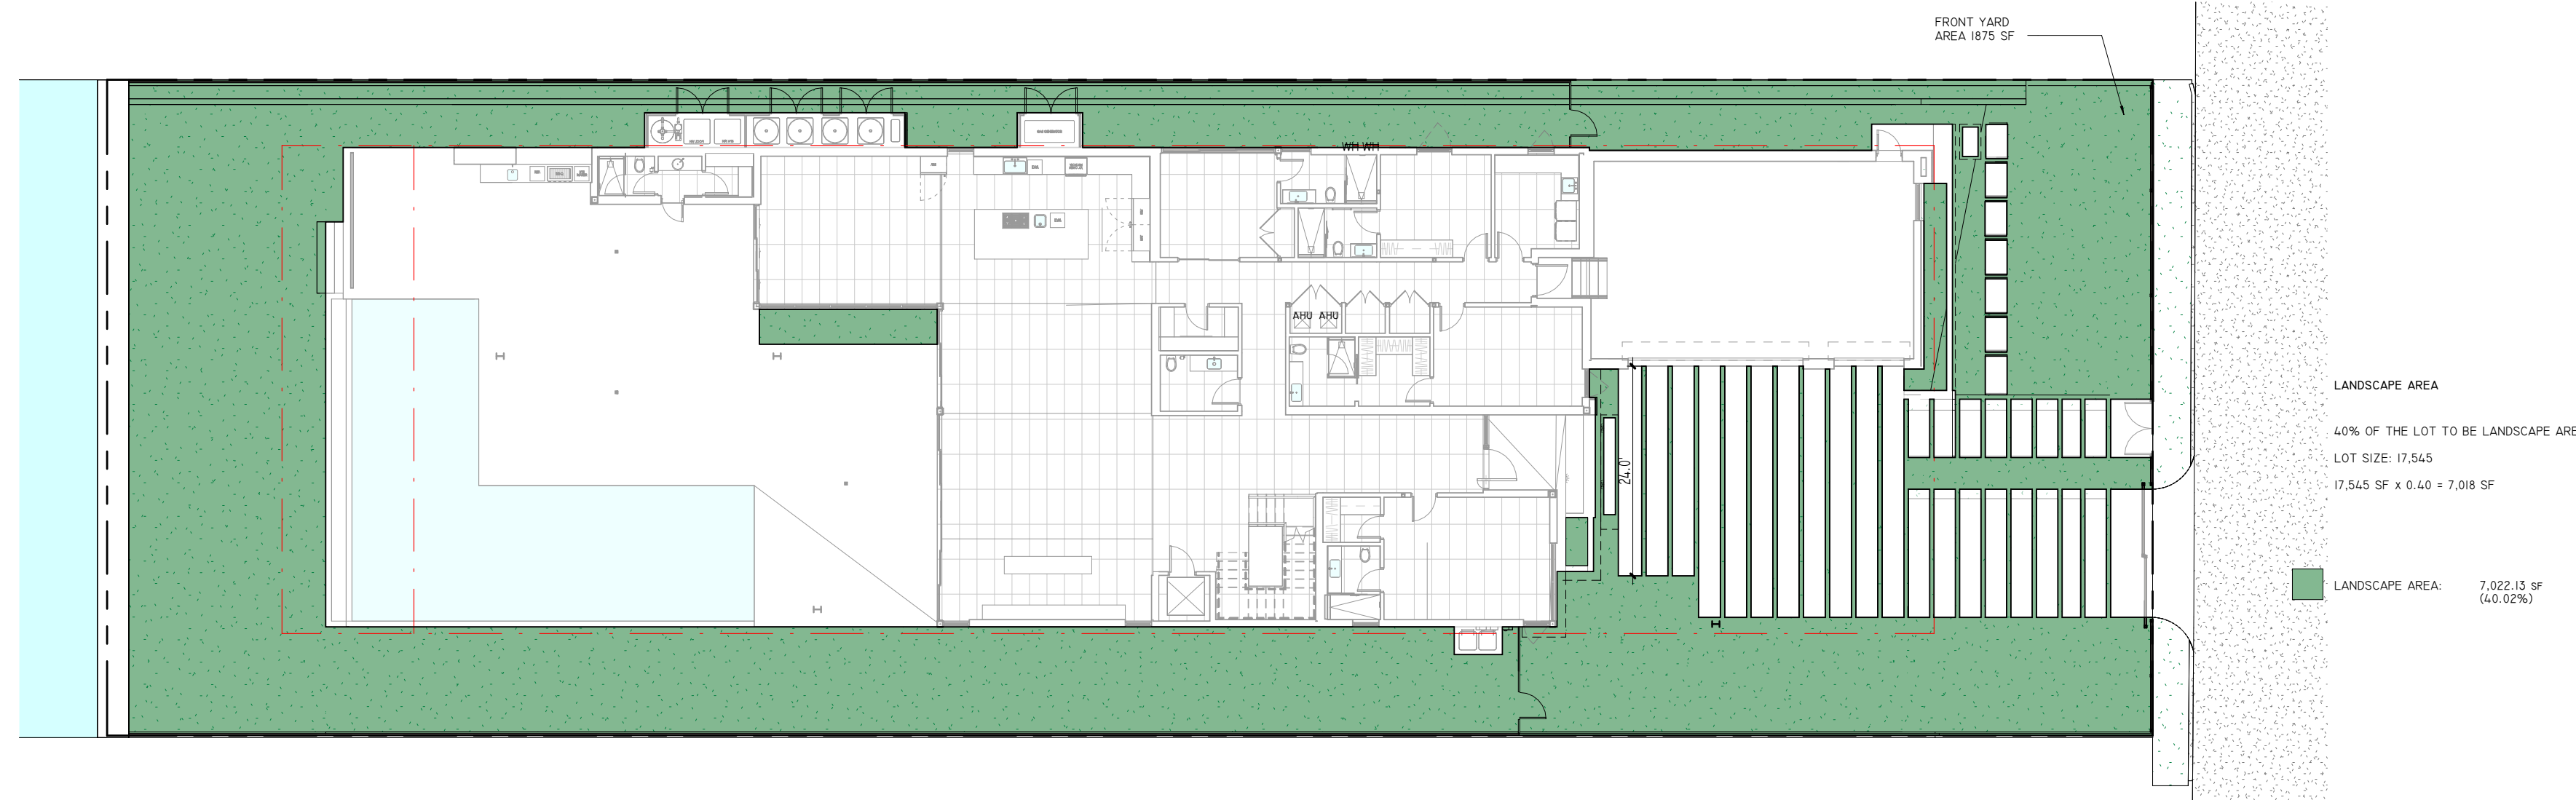 FRONT YARD
AREA 1875 SF
WH WH
AHU AHU
24.0'
LANDSCAPE AREA
40% OF THE LOT TO BE LANDSCAPE ARE
LOT SIZE: 17,545
17,545 SF x 0.40 = 7,018 SF
LANDSCAPE AREA: 7,022.13 SF
(40.02%)